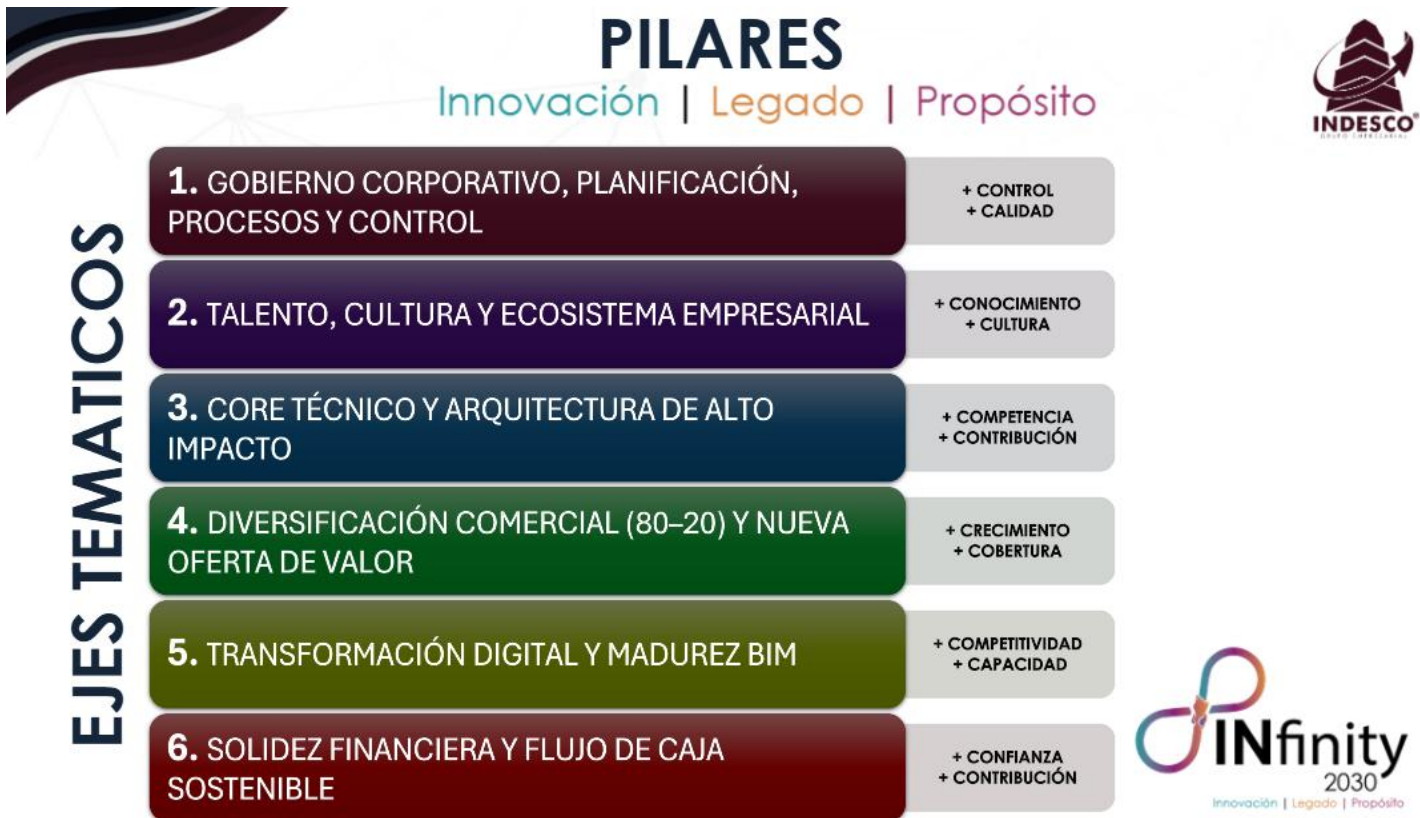 PILARES
Innovación | Legado | Propósito
INDESCO®
GRUPO EMPRESARIAL
EJES TEMATICOS
1. GOBIERNO CORPORATIVO, PLANIFICACIÓN,
PROCESOS Y CONTROL
+ CONTROL
+ CALIDAD
2. TALENTO, CULTURA Y ECOSISTEMA EMPRESARIAL
+ CONOCIMIENTO
+ CULTURA
3. CORE TÉCNICO Y ARQUITECTURA DE ALTO
IMPACTO
+ COMPETENCIA
+ CONTRIBUCIÓN
4. DIVERSIFICACIÓN COMERCIAL (80–20) Y NUEVA
OFERTA DE VALOR
+ CRECIMIENTO
+ COBERTURA
5. TRANSFORMACIÓN DIGITAL Y MADUREZ BIM
+ COMPETITIVIDAD
+ CAPACIDAD
6. SOLIDEZ FINANCIERA Y FLUJO DE CAJA
SOSTENIBLE
+ CONFIANZA
+ CONTRIBUCIÓN
INfinity
2030
Innovación | Legado | Propósito